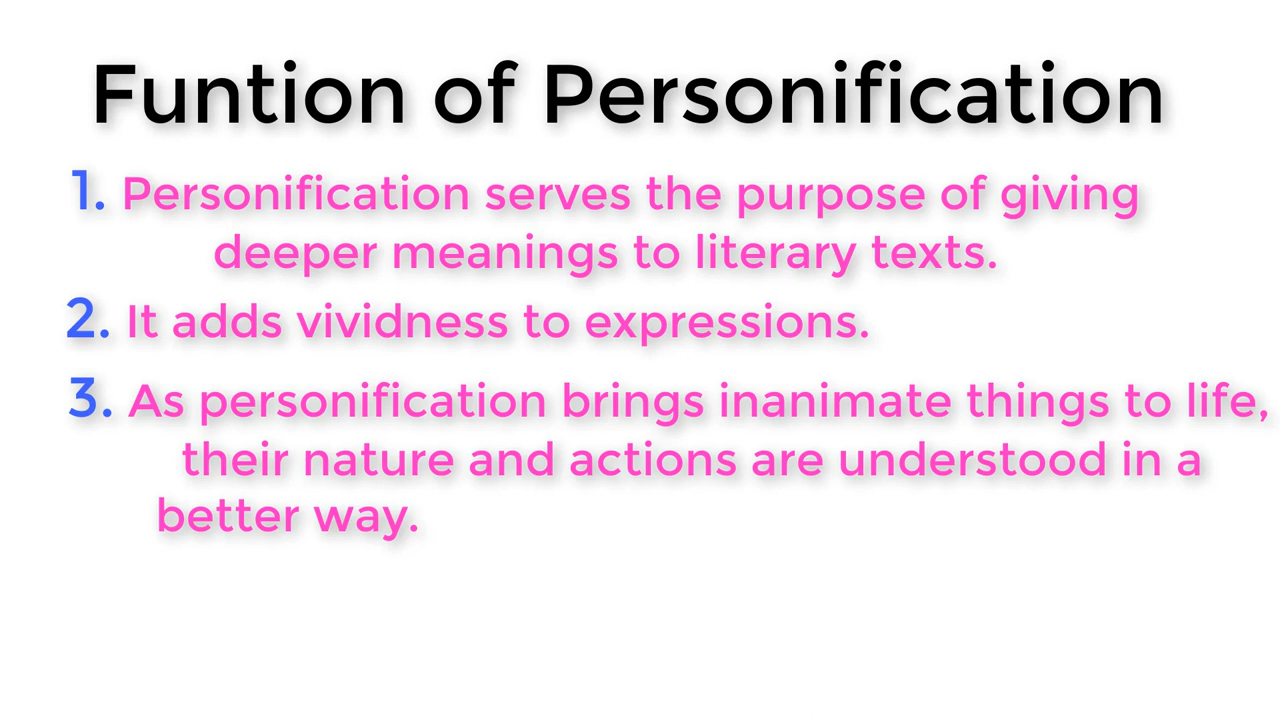 Funtion of Personification
1. Personification serves the purpose of giving
deeper meanings to literary texts.
2. It adds vividness to expressions.
3. As personification brings inanimate things to life,
their nature and actions are understood in a
better way.